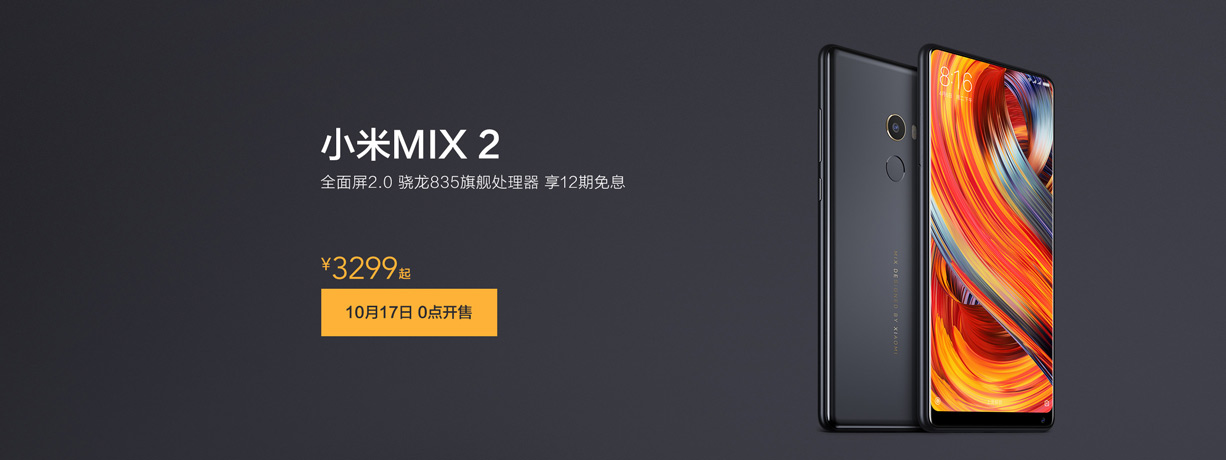 小米MIX 2
全面屏2.0 骁龙835旗舰处理器 享12期免息
¥3299起
10月17日 0点开售
8:16
MIX DESIGNED BY XIAOMI